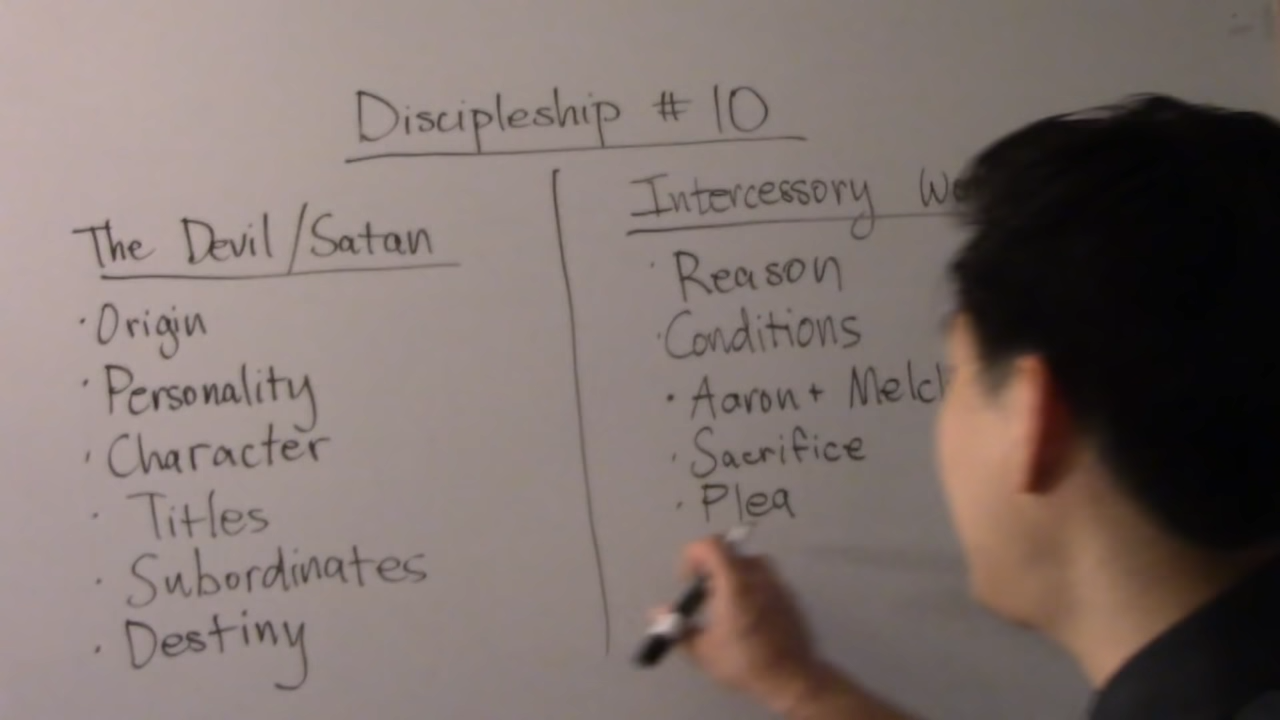 Discipleship # 10
The Devil/Satan
· Origin
· Personality
· Character
· Titles
· Subordinates
· Destiny
Intercessory
· Reason
· Conditions
· Aaron +
· Sacrifice
· Plea